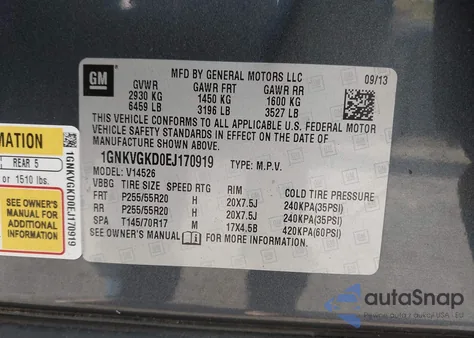 GM
MFD BY GENERAL MOTORS LLC
09/13
GVWR GAWR FRT GAWR RR
2930 KG 1450 KG 1600 KG
6459 LB 3196 LB 3527 LB
THIS VEHICLE CONFORMS TO ALL APPLICABLE U.S. FEDERAL MOTOR
VEHICLE SAFETY STANDARDS IN EFFECT ON THE DATE OF
MANUFACTURE SHOWN ABOVE.
1GNKVGKD0EJ170919 TYPE: M.P.V.
MODEL: V14526
VBBG TIRE SIZE SPEED RTG RIM COLD TIRE PRESSURE
FRT P255/55R20 H 20X7.5J 240KPA(35PSI)
RR P255/55R20 H 20X7.5J 240KPA(35PSI)
SPA T145/70R17 M 17X4.5B 420KPA(60PSI)
SEE OWNER'S MANUAL FOR MORE INFORMATION.
MATION
REAR 5
or 1510 lbs.
SEE OWNER'S
MANUAL FOR
ADDITIONAL
INFORMATION
1GNKVGKD0EJ170919
autoSnap